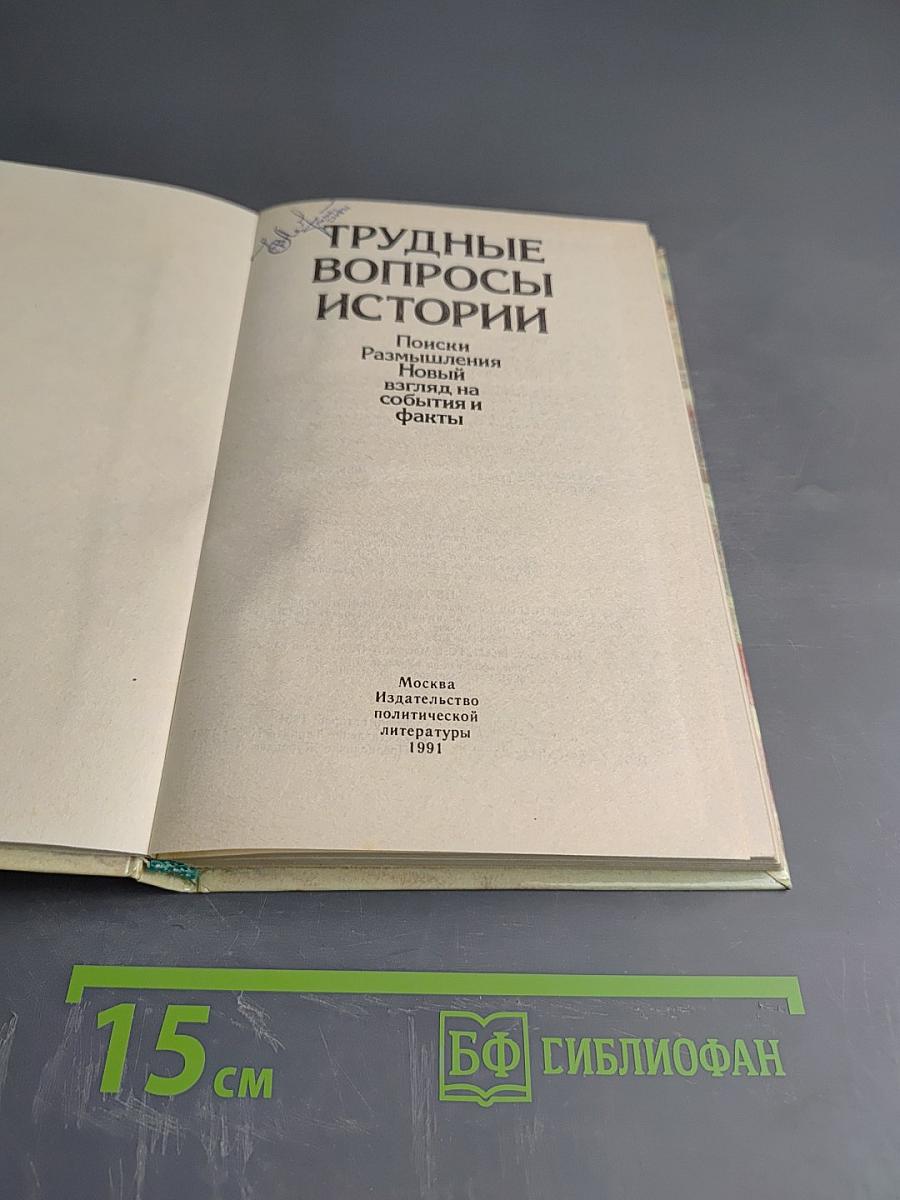 ТРУДНЫЕ
ВОПРОСЫ
ИСТОРИИ
Поиски
Размышления
Новый
взгляд на
события и
факты
Москва
Издательство
политической
литературы
1991
15 см
БФ БИБЛИОФАН